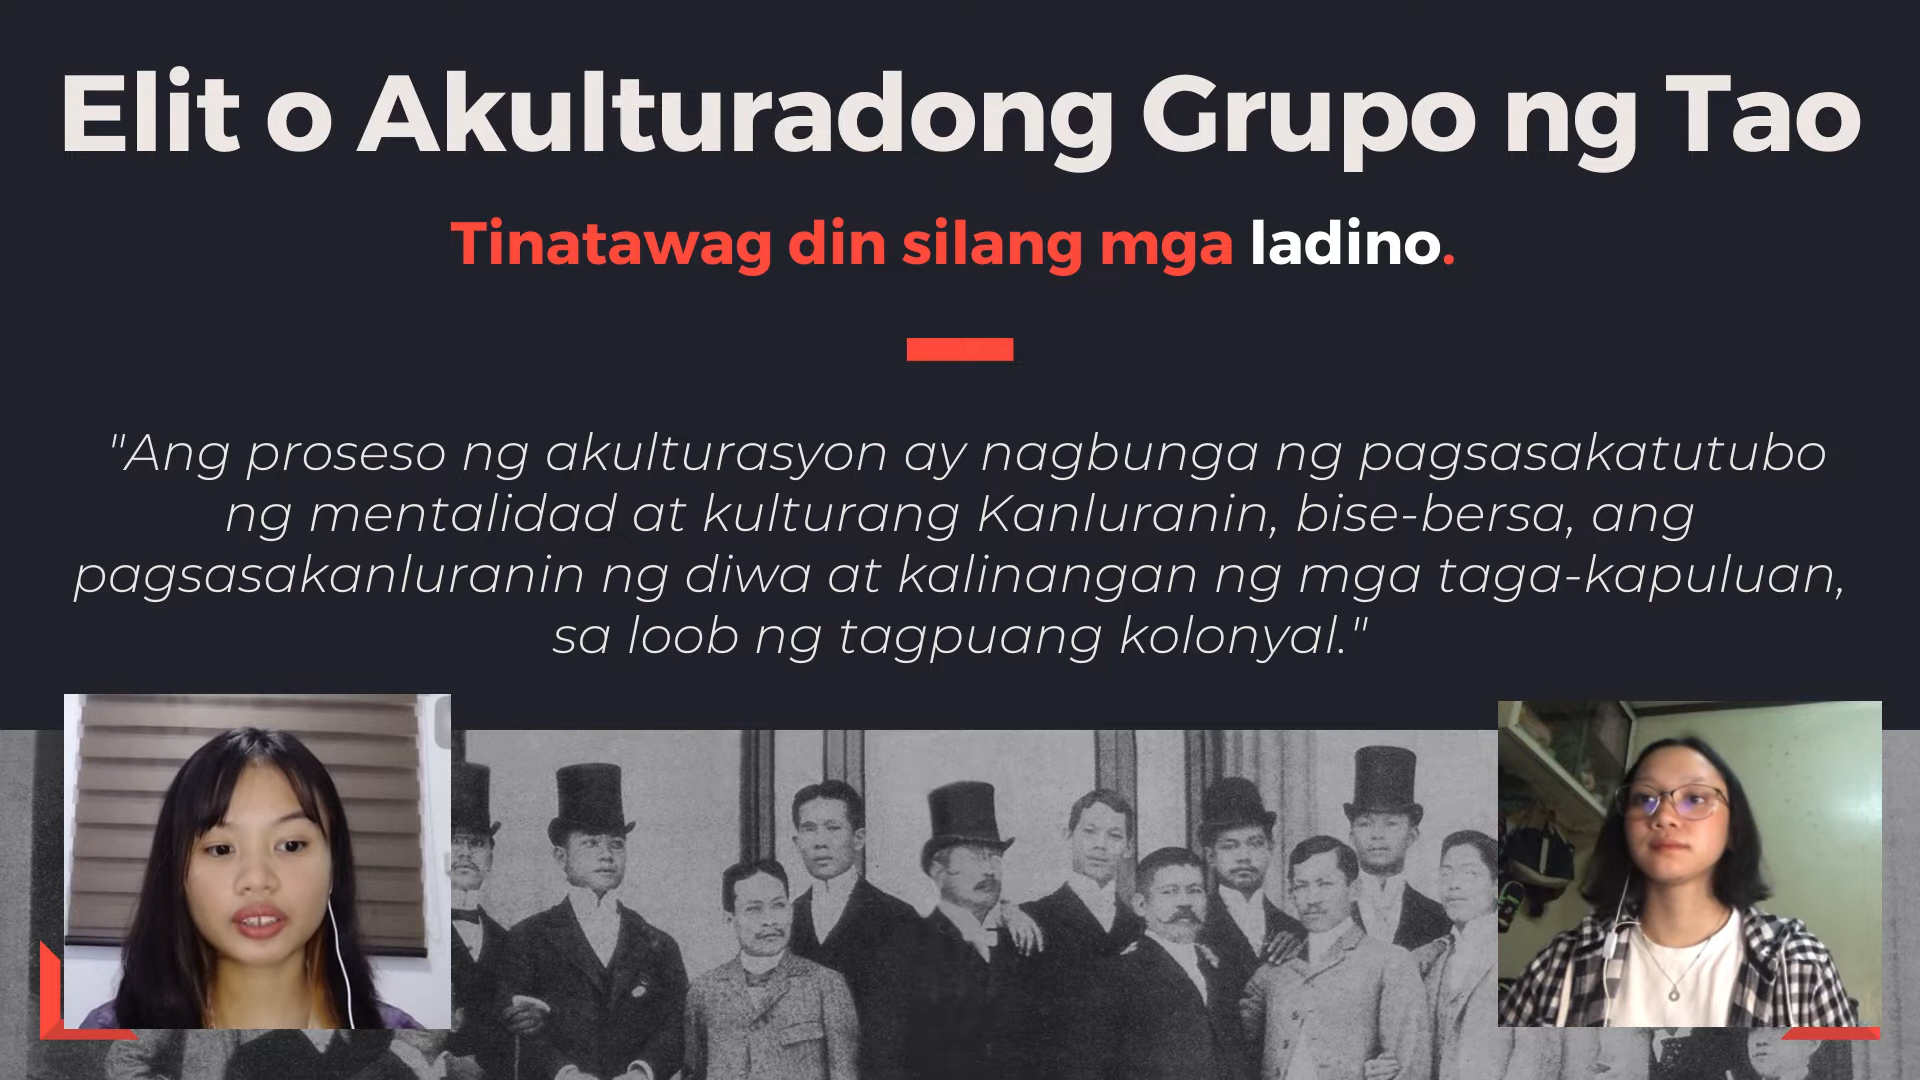 Elit o Akulturadong Grupo ng Tao
Tinatawag din silang mga ladino.
"Ang proseso ng akulturasyon ay nagbunga ng pagsasakatutubo
ng mentalidad at kulturang Kanluranin, bise-bersa, ang
pagsasakanluranin ng diwa at kalinangan ng mga taga-kapuluan,
sa loob ng tagpuang kolonyal."